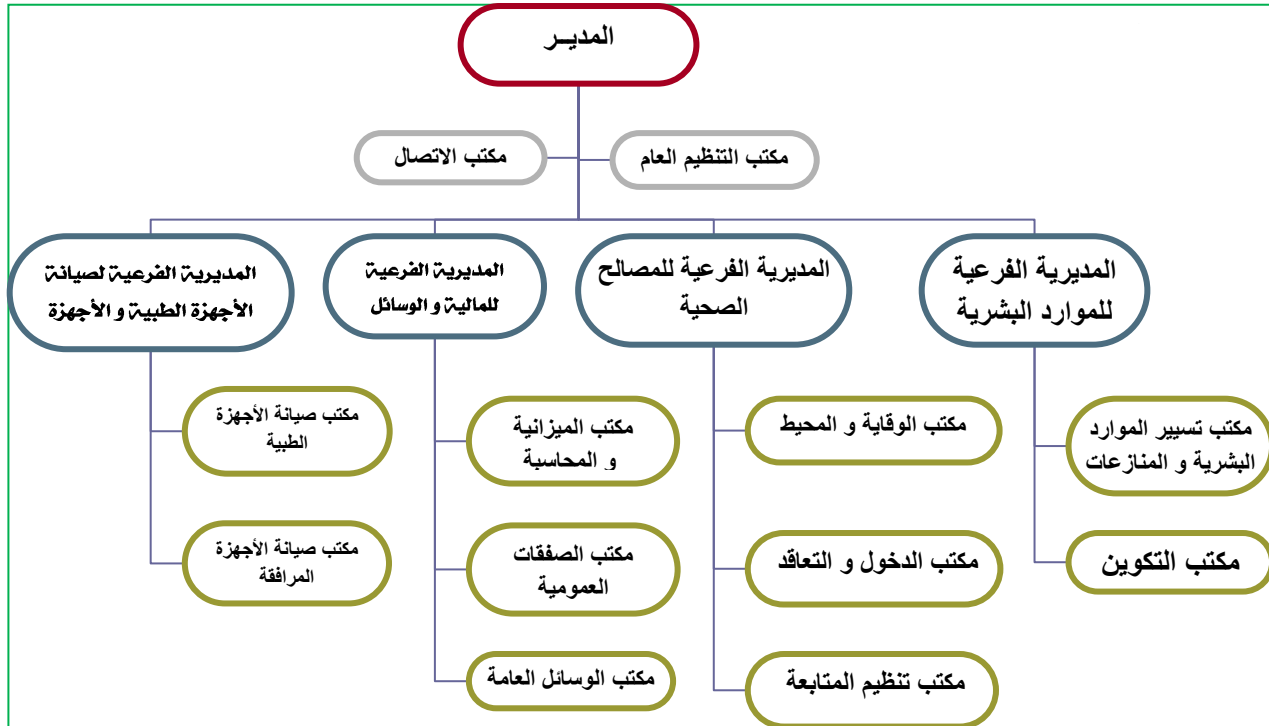 المديــر
مكتب التنظيم العام
مكتب الاتصال
المديرية الفرعية
للموارد البشرية
المديرية الفرعية للمصالح
الصحية
المديرية الفرعية
للمالية و الوسائل
المديرية الفرعية لصيانة
الأجهزة الطبية و الأجهزة
مكتب تسيير الموارد
البشرية و المنازعات
مكتب التكوين
مكتب الوقاية و المحيط
مكتب الدخول و التعاقد
مكتب تنظيم المتابعة
مكتب الميزانية
و المحاسبة
مكتب الصفقات
العمومية
مكتب الوسائل العامة
مكتب صيانة الأجهزة
الطبية
مكتب صيانة الأجهزة
المرافقة